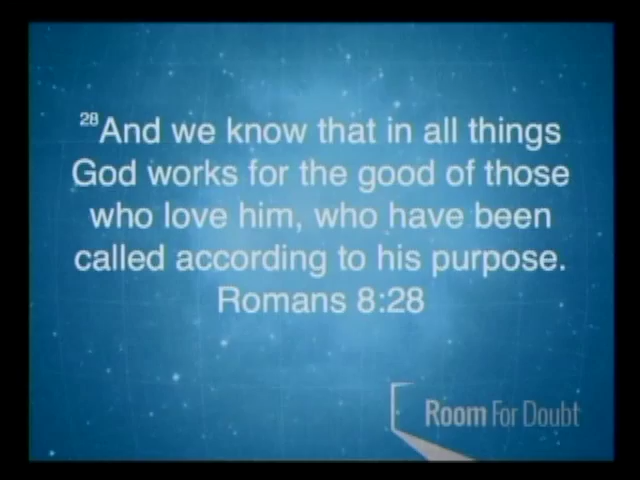 28And we know that in all things
God works for the good of those
who love him, who have been
called according to his purpose.
Romans 8:28
Room For Doubt